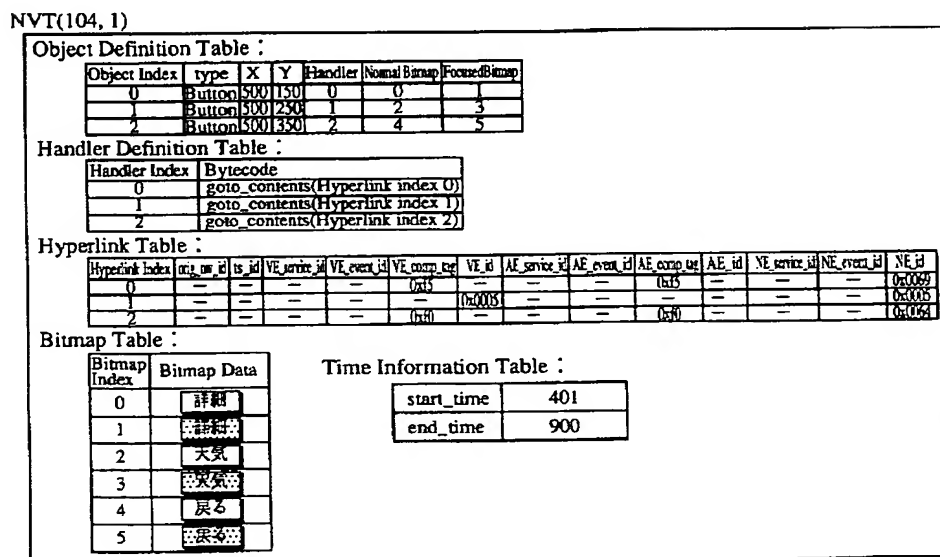 NVT(104, 1)
Object Definition Table :
Object Index type X Y Handler Normal Bitmap FocusedBitmap
0 Button 500 150 0 0 1
1 Button 500 250 1 2 3
2 Button 500 350 2 4 5
Handler Definition Table :
Handler Index Bytecode
0 goto_contents(Hyperlink index 0)
1 goto_contents(Hyperlink index 1)
2 goto_contents(Hyperlink index 2)
Hyperlink Table :
Hyperlink Index orig_nw_id ts_id VE_service_id VE_event_id VE_comp_tag VE_id AE_service_id AE_event_id AE_comp_tag AE_id NE_service_id NE_event_id NE_id
0 — — — — 0xf5 — — — 0xf5 — — — 0x0069
1 — — — — — 0x0005 — — — — — — 0x0005
2 — — — — 0xf0 — — — 0xf0 — — — 0x0064
Bitmap Table :
Bitmap Index Bitmap Data
0 詳細
1 詳細
2 天気
3 天気
4 戻る
5 戻る
Time Information Table :
start_time 401
end_time 900